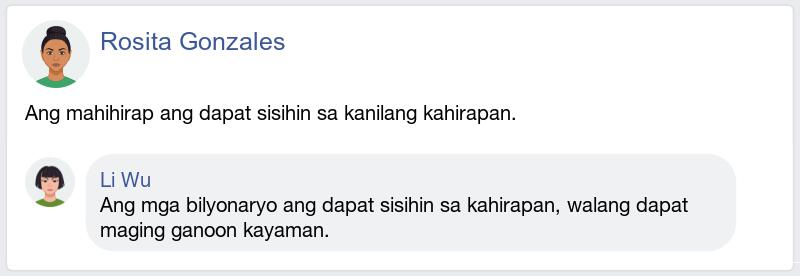 Rosita Gonzales
Ang mahihirap ang dapat sisihin sa kanilang kahirapan.
Li Wu
Ang mga bilyonaryo ang dapat sisihin sa kahirapan, walang dapat
maging ganoon kayaman.